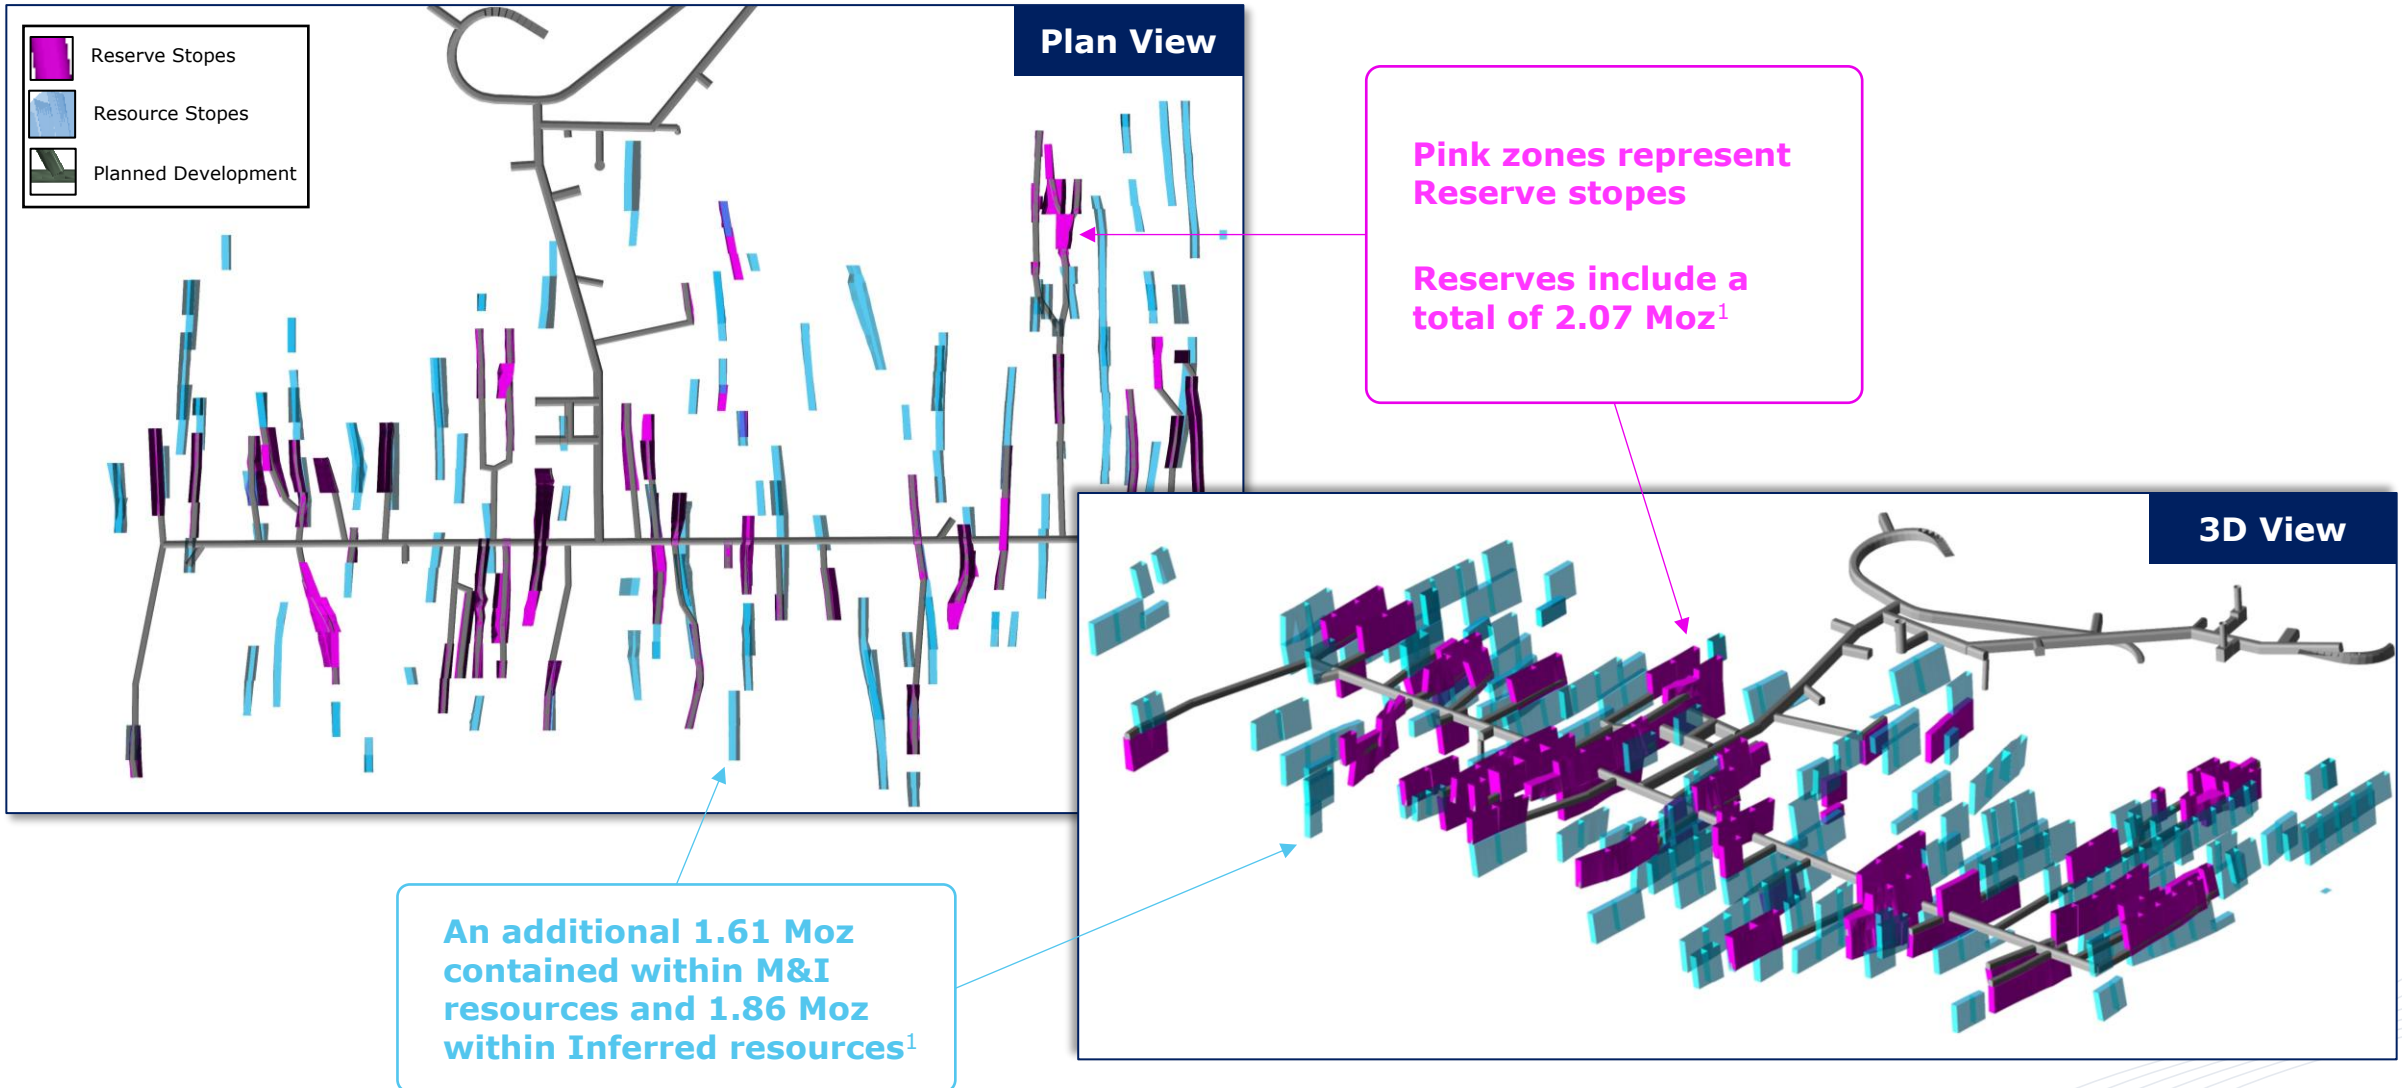 Plan View
Reserve Stopes
Resource Stopes
Planned Development
Pink zones represent
Reserve stopes
Reserves include a
total of 2.07 Moz¹
3D View
An additional 1.61 Moz
contained within M&I
resources and 1.86 Moz
within Inferred resources¹